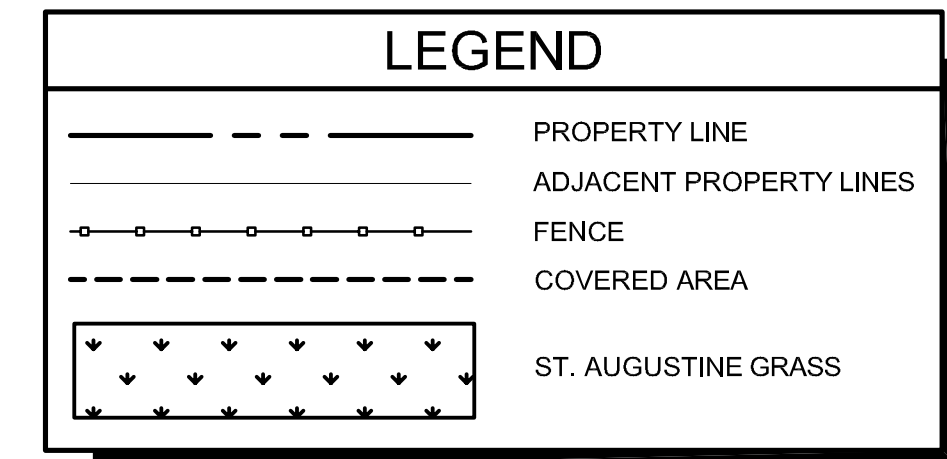 LEGEND
PROPERTY LINE
ADJACENT PROPERTY LINES
FENCE
COVERED AREA
ST. AUGUSTINE GRASS